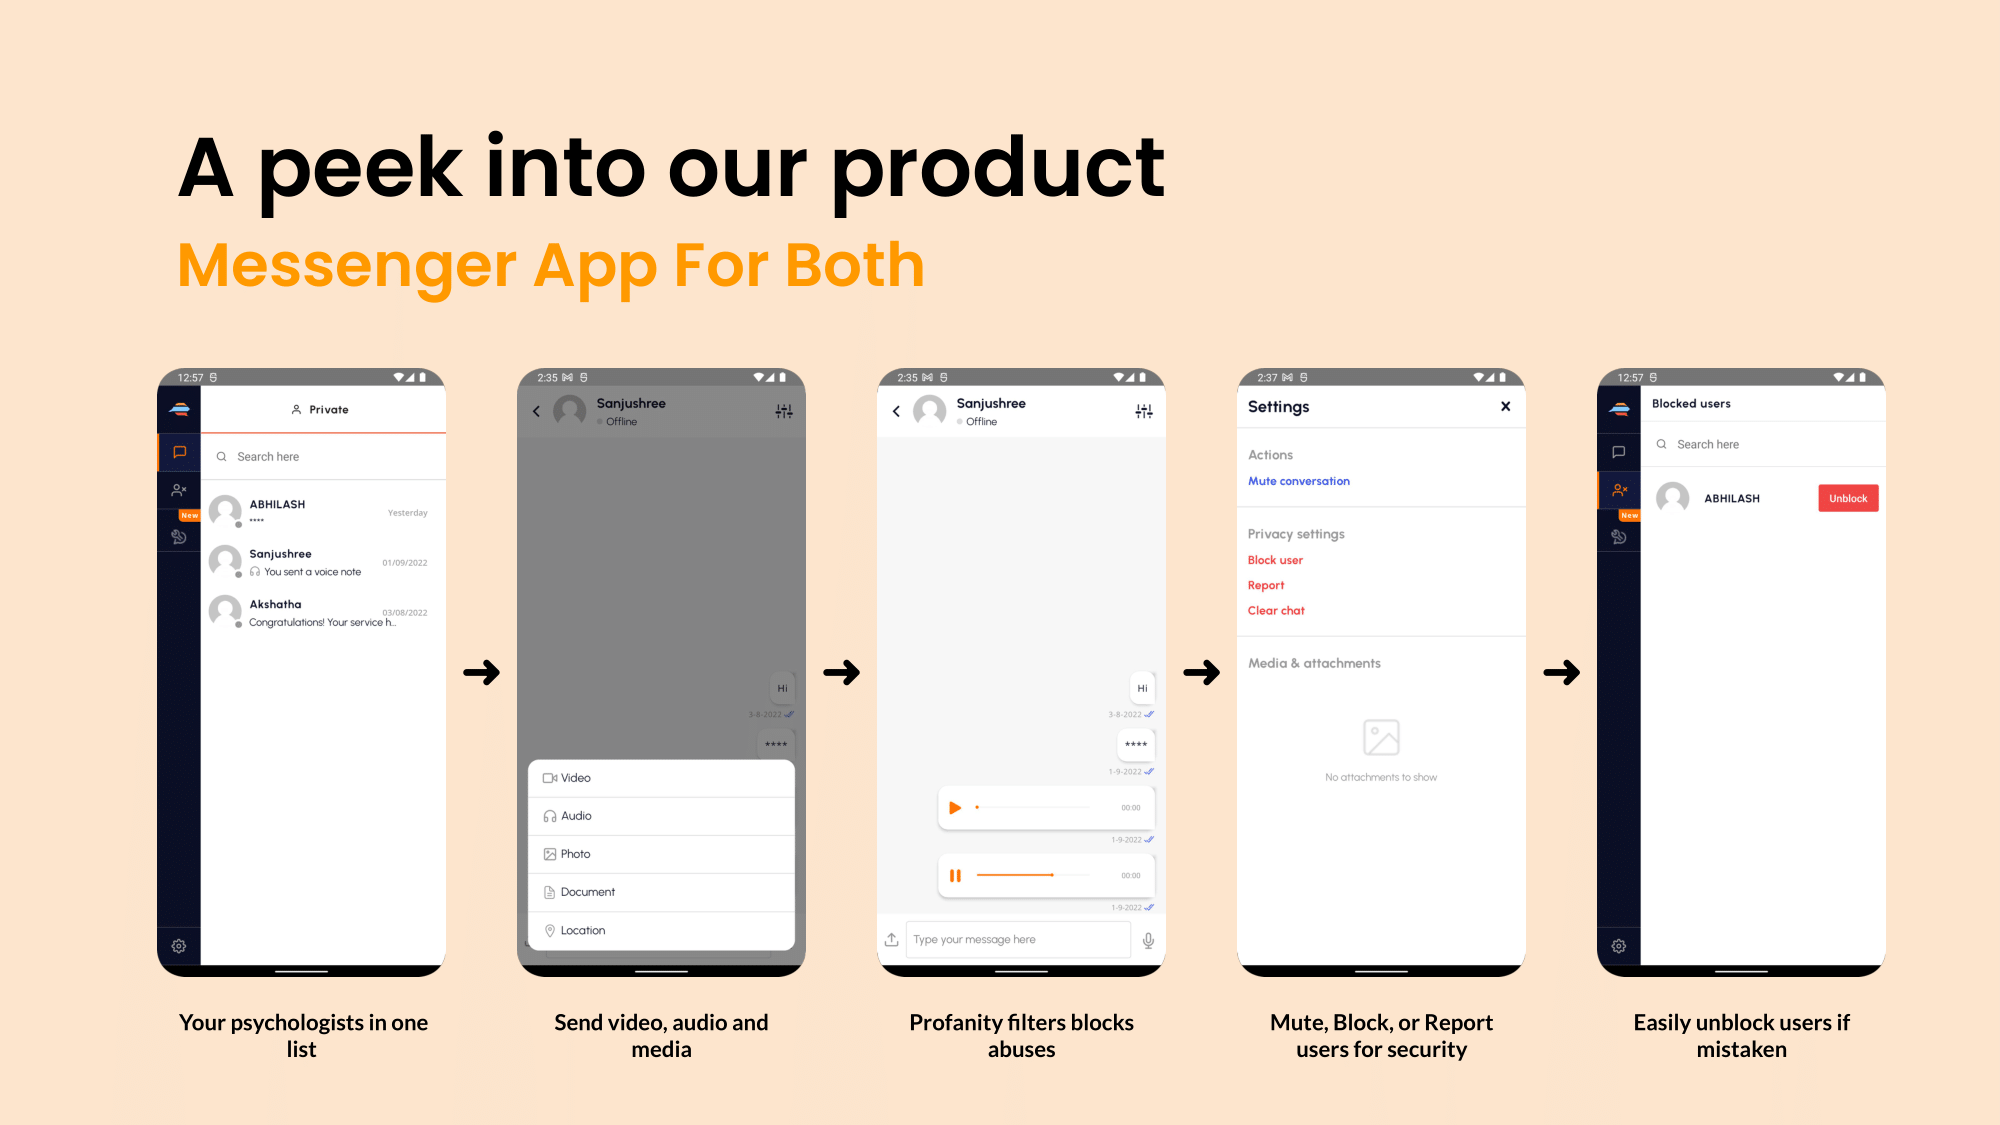 A peek into our product
Messenger App For Both
12:57
Private
Search here
ABHILASH
****
Yesterday
Sanjushree
You sent a voice note
01/09/2022
Akshatha
Congratulations! Your service h..
03/08/2022
New
Your psychologists in one
list
2:35
Sanjushree
Offline
Hi
3-8-2022
****
Video
Audio
Photo
Document
Location
Send video, audio and
media
2:35
Sanjushree
Offline
Hi
3-8-2022
****
1-9-2022
00:00
1-9-2022
00:00
1-9-2022
Type your message here
Profanity filters blocks
abuses
2:37
Settings
Actions
Mute conversation
Privacy settings
Block user
Report
Clear chat
Media & attachments
No attachments to show
Mute, Block, or Report
users for security
12:57
Blocked users
Search here
ABHILASH
Unblock
New
Easily unblock users if
mistaken